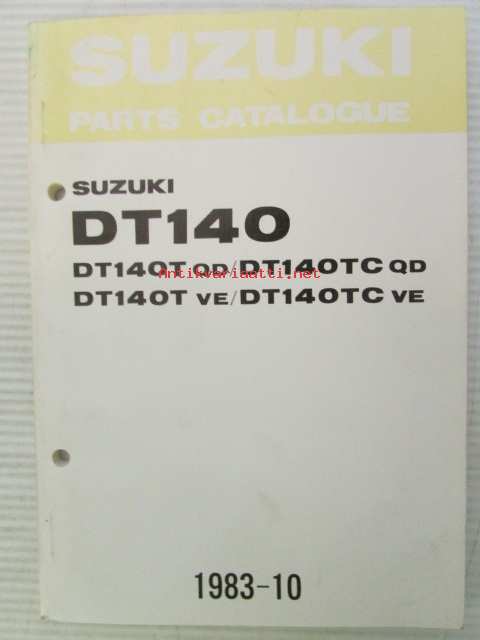 SUZUKI
PARTS CATALOGUE
SUZUKI
DT140
DT140T QD/DT140TC QD
Antikvariaatti.net
DT140T VE/DT140TC VE
1983-10